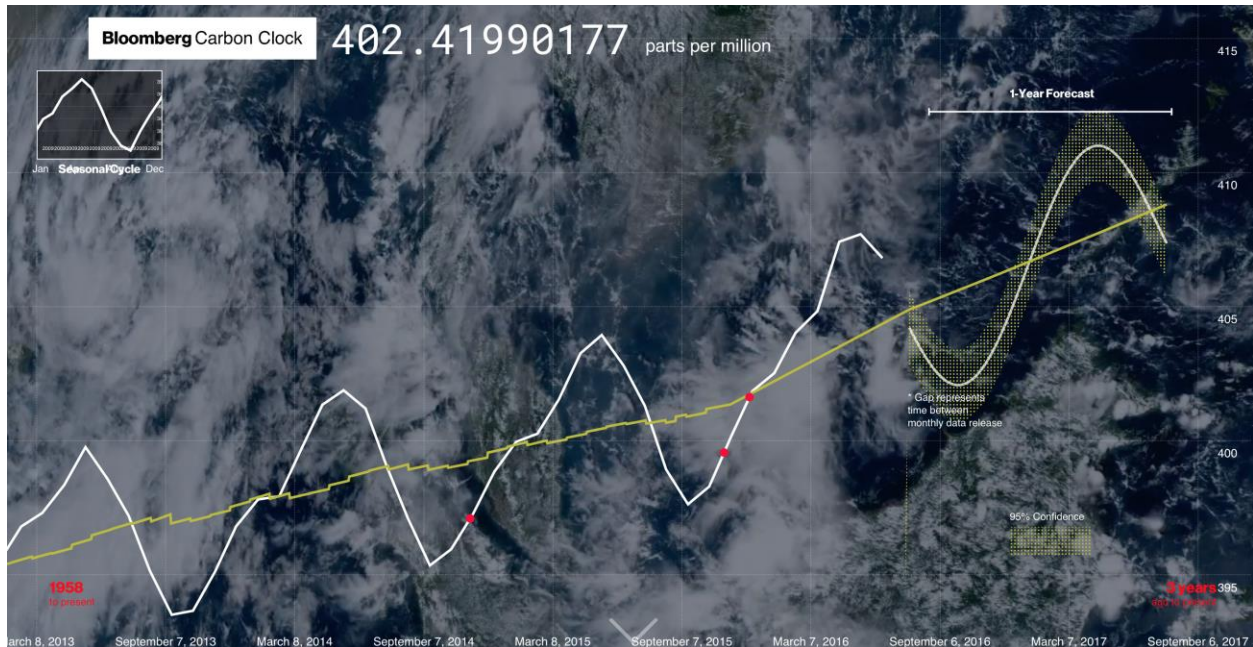 Bloomberg Carbon Clock
402.41990177 parts per million
415
1-Year Forecast
Jan Dec
Seasonal Cycle
410
405
* Gap represents
time between
monthly data release
400
95% Confidence
1958
to present
3 years
ago to present
395
March 8, 2013 September 7, 2013 March 8, 2014 September 7, 2014 March 8, 2015 September 7, 2015 March 7, 2016 September 6, 2016 March 7, 2017 September 6, 2017